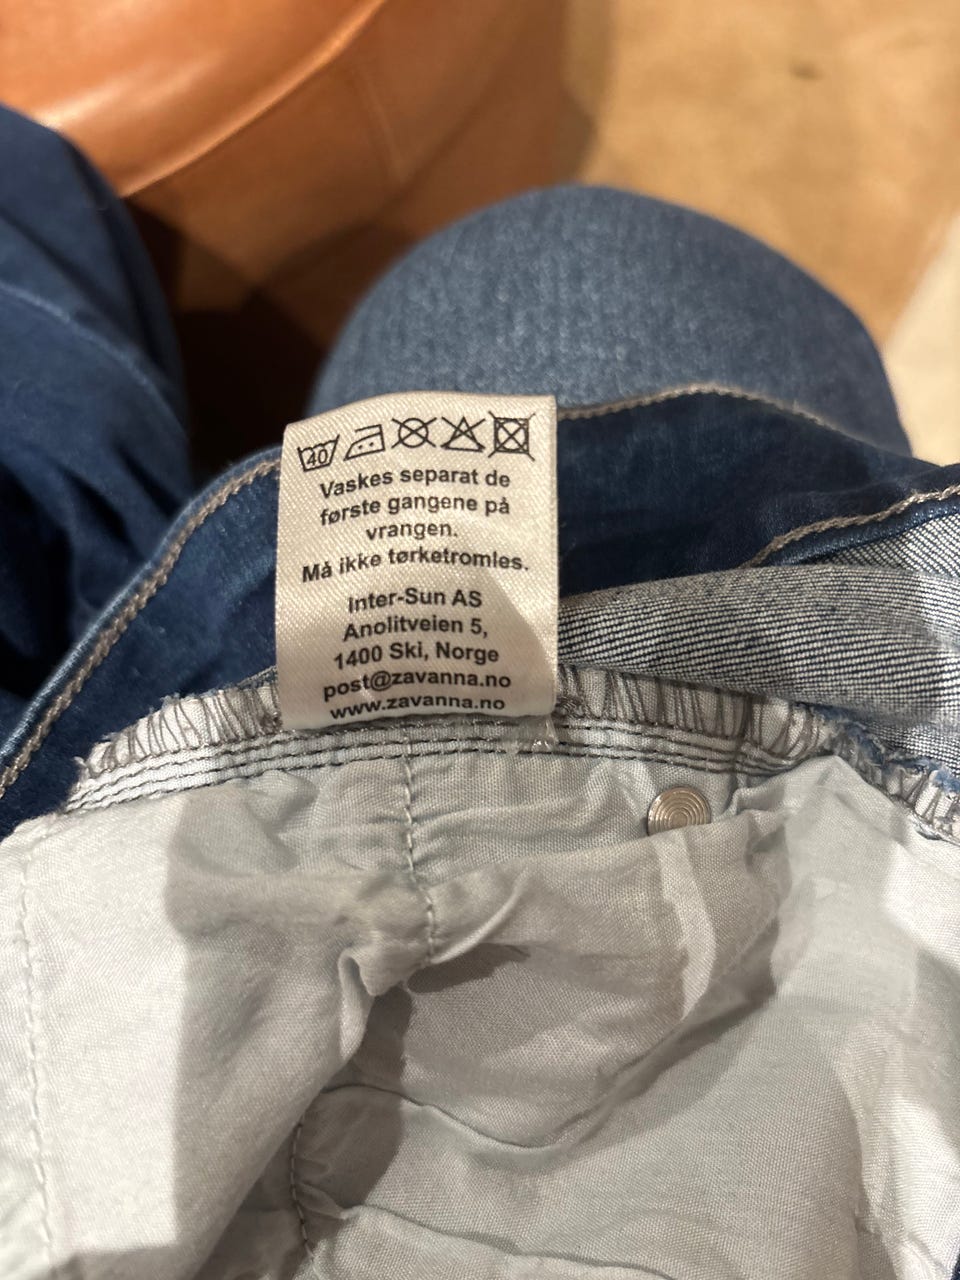 40
Vaskes separat de
første gangene på
vrangen.
Må ikke tørketromles.
Inter-Sun AS
Anolitveien 5,
1400 Ski, Norge
post@zavanna.no
www.zavanna.no